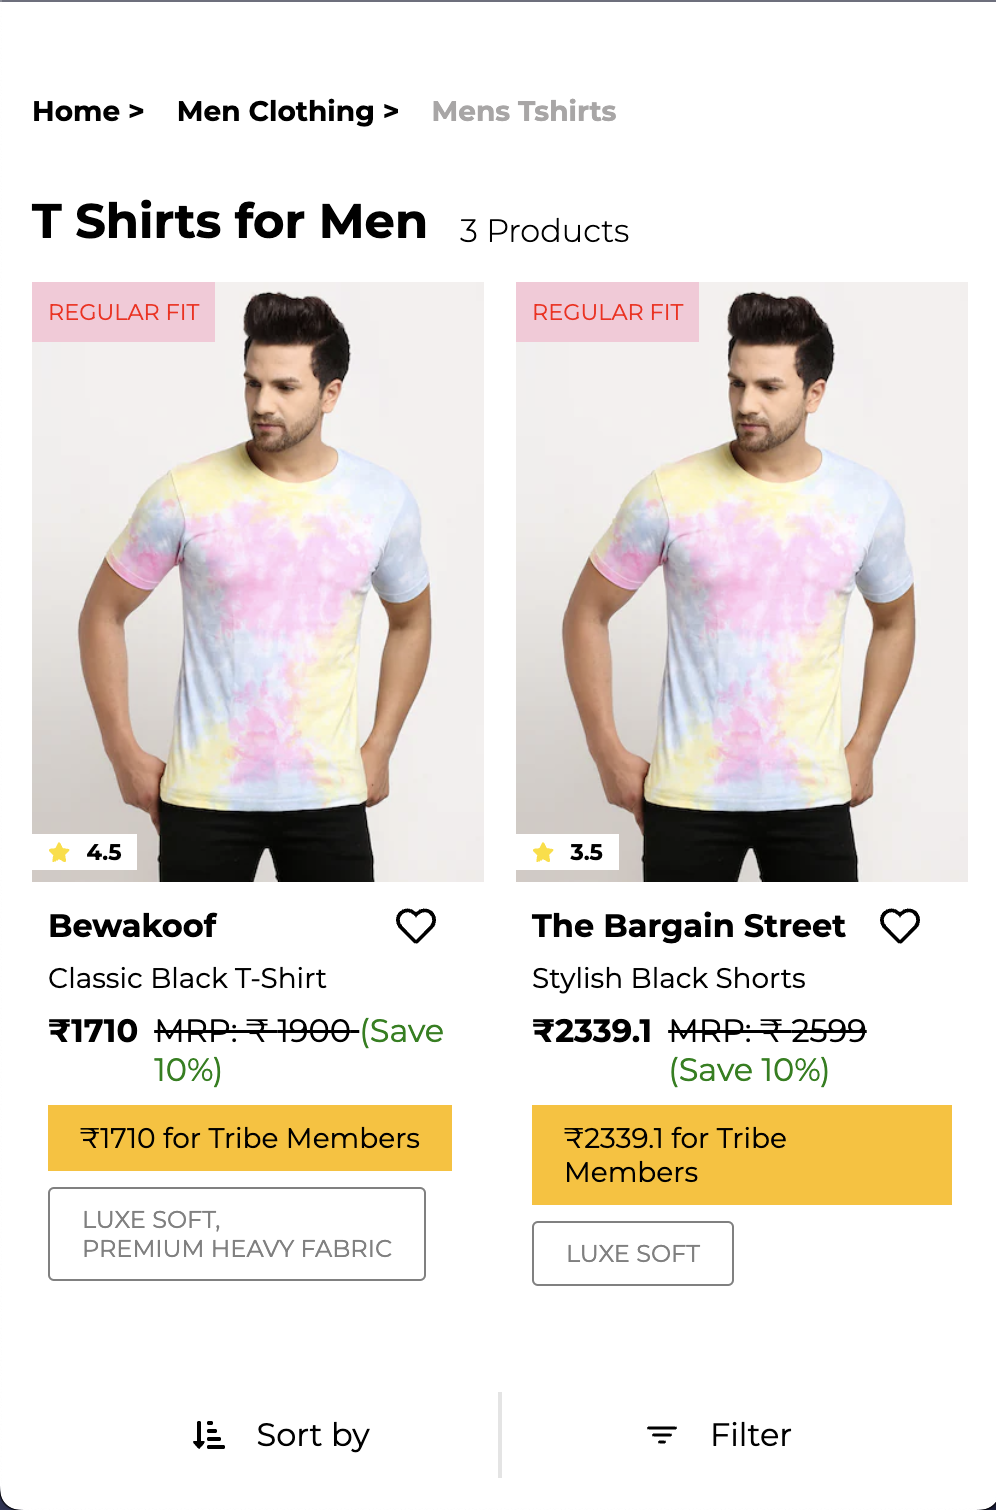 Home > Men Clothing > Mens Tshirts
T Shirts for Men 3 Products
REGULAR FIT
4.5
Bewakoof
Classic Black T-Shirt
₹1710 MRP: ₹ 1900 (Save
10%)
₹1710 for Tribe Members
LUXE SOFT,
PREMIUM HEAVY FABRIC
REGULAR FIT
3.5
The Bargain Street
Stylish Black Shorts
₹2339.1 MRP: ₹ 2599
(Save 10%)
₹2339.1 for Tribe
Members
LUXE SOFT
Sort by
Filter